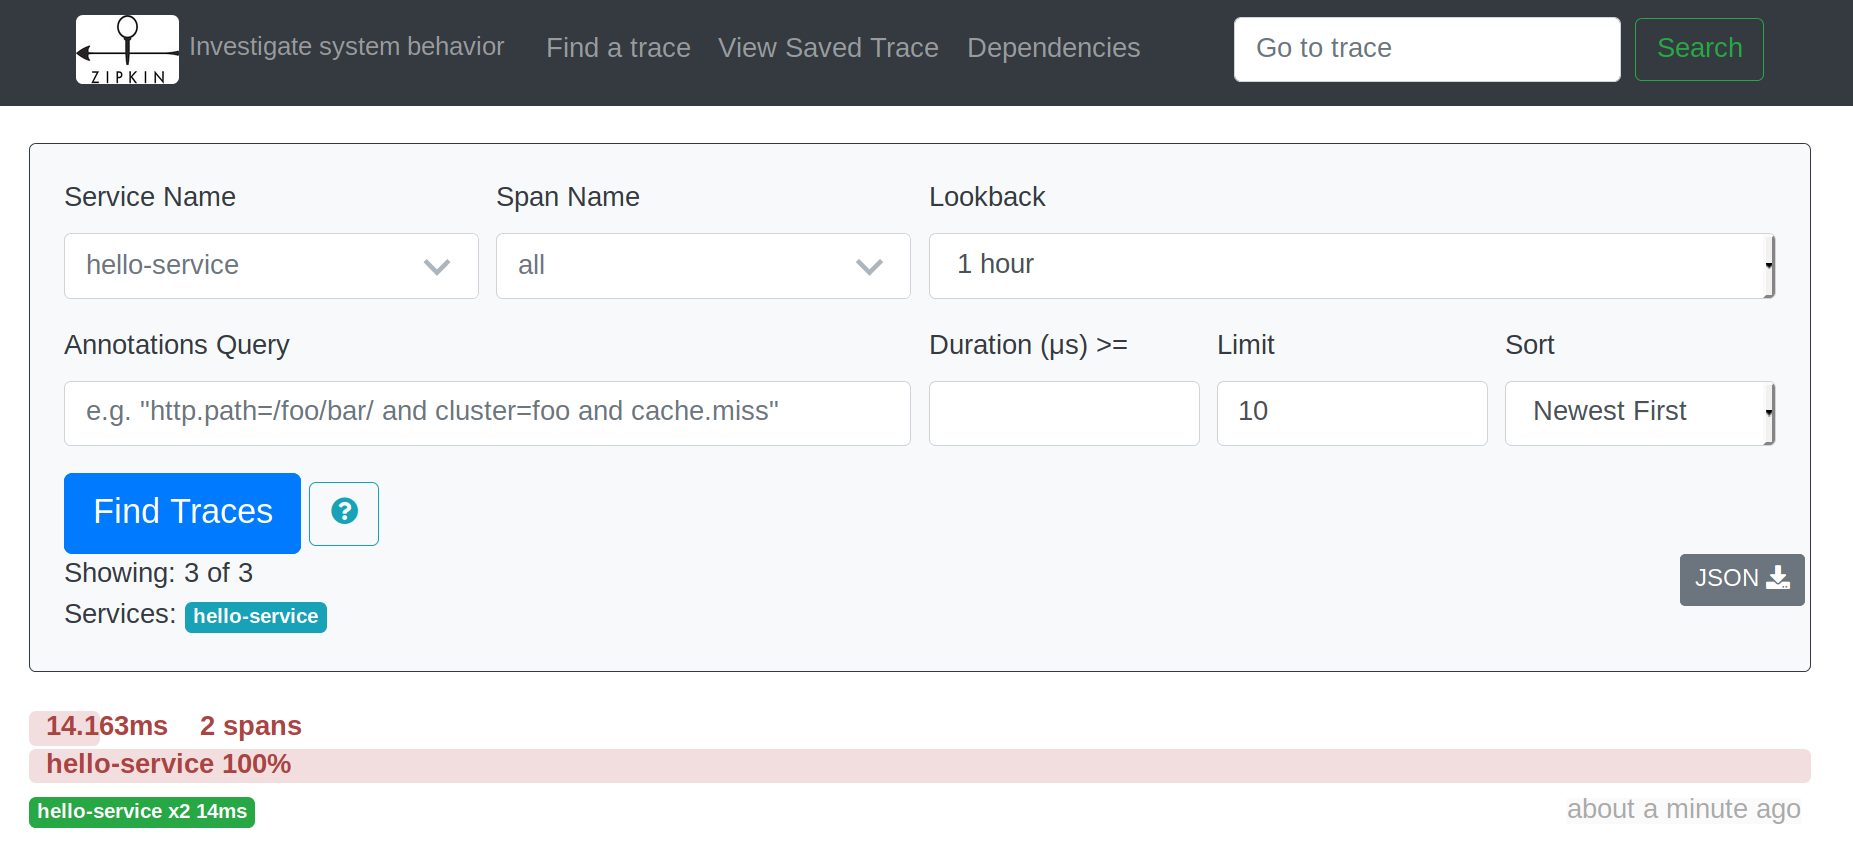 ZIPKIN
Investigate system behavior Find a trace View Saved Trace Dependencies Go to trace Search
Service Name Span Name Lookback
hello-service all 1 hour
Annotations Query Duration (μs) >= Limit Sort
e.g. "http.path=/foo/bar/ and cluster=foo and cache.miss" 10 Newest First
Find Traces ?
Showing: 3 of 3
JSON
Services: hello-service
14.163ms 2 spans
hello-service 100%
hello-service x2 14ms about a minute ago